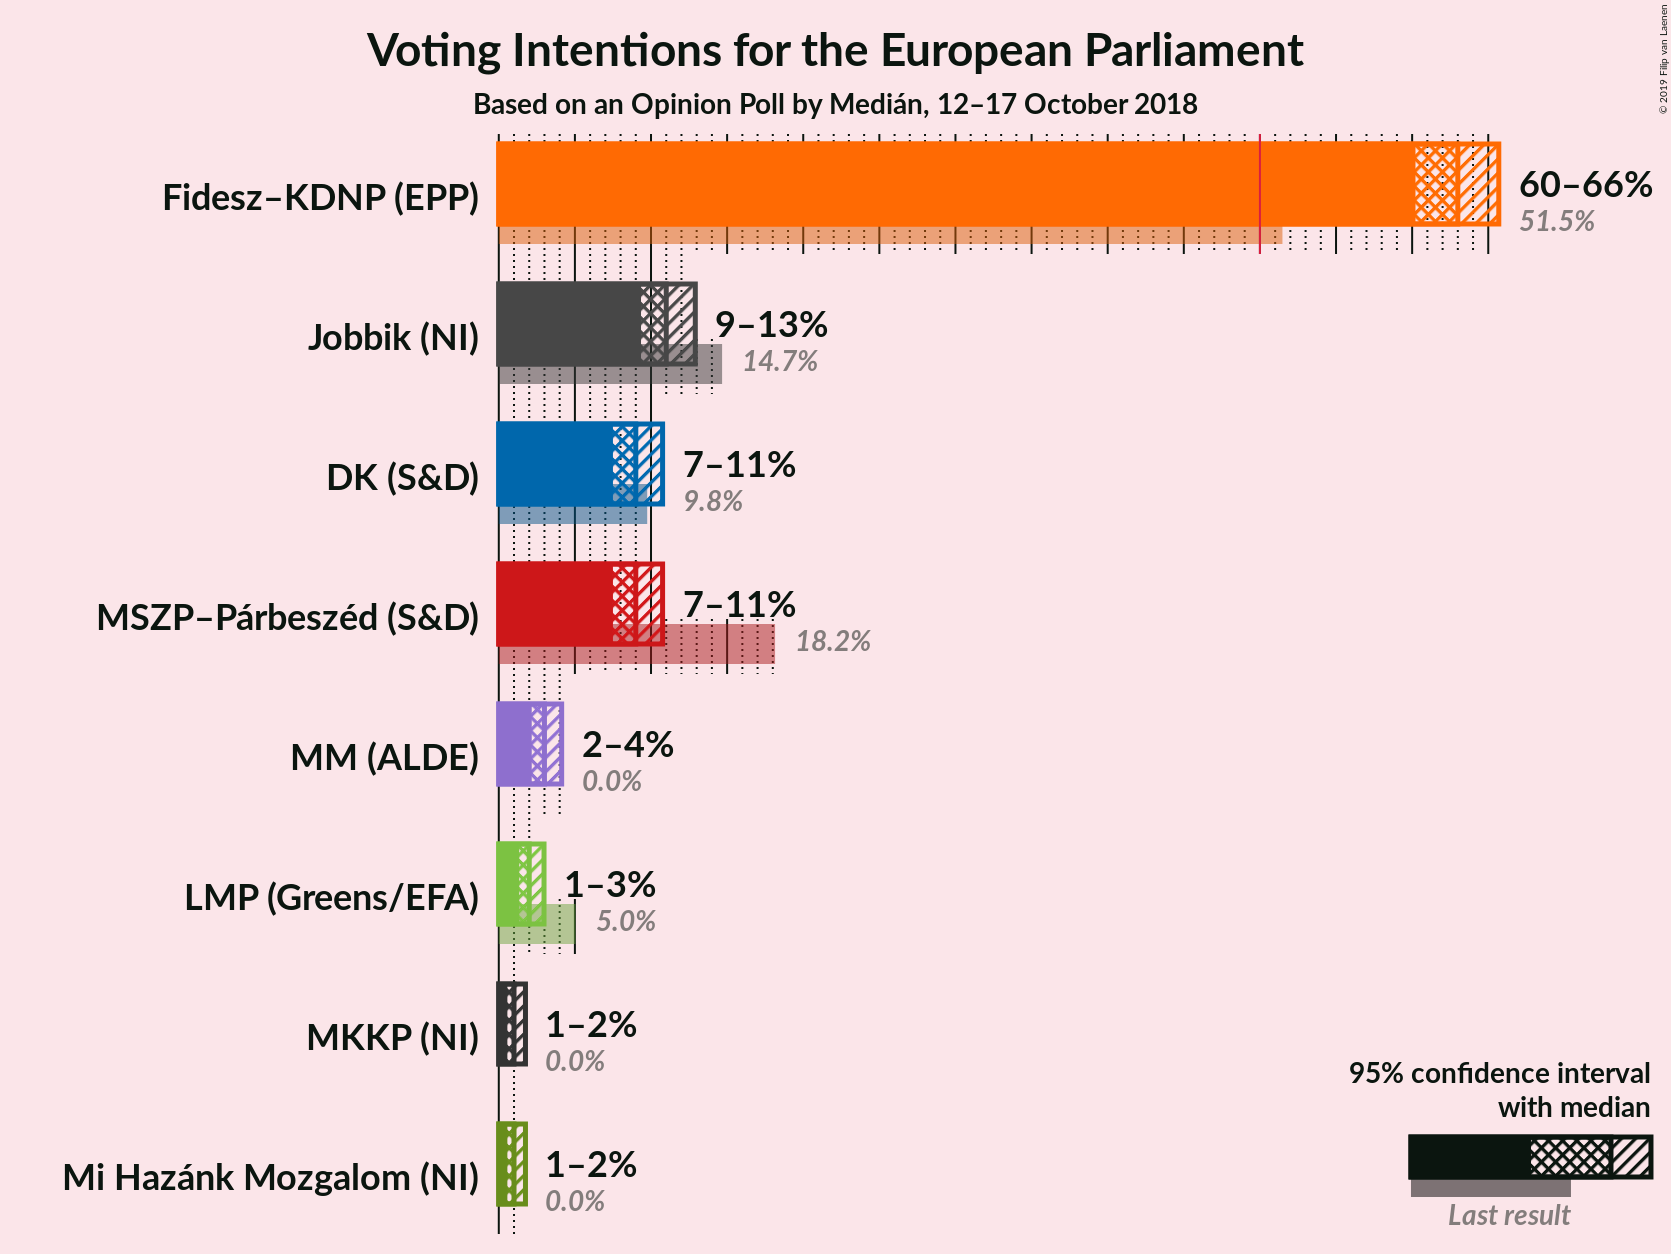 Voting Intentions for the European Parliament
Based on an Opinion Poll by Medián, 12–17 October 2018
© 2019 Filip van Laenen
Fidesz–KDNP (EPP)
60–66%
51.5%
Jobbik (NI)
9–13%
14.7%
DK (S&D)
7–11%
9.8%
MSZP–Párbeszéd (S&D)
7–11%
18.2%
MM (ALDE)
2–4%
0.0%
LMP (Greens/EFA)
1–3%
5.0%
MKKP (NI)
1–2%
0.0%
Mi Hazánk Mozgalom (NI)
1–2%
0.0%
95% confidence interval
with median
Last result